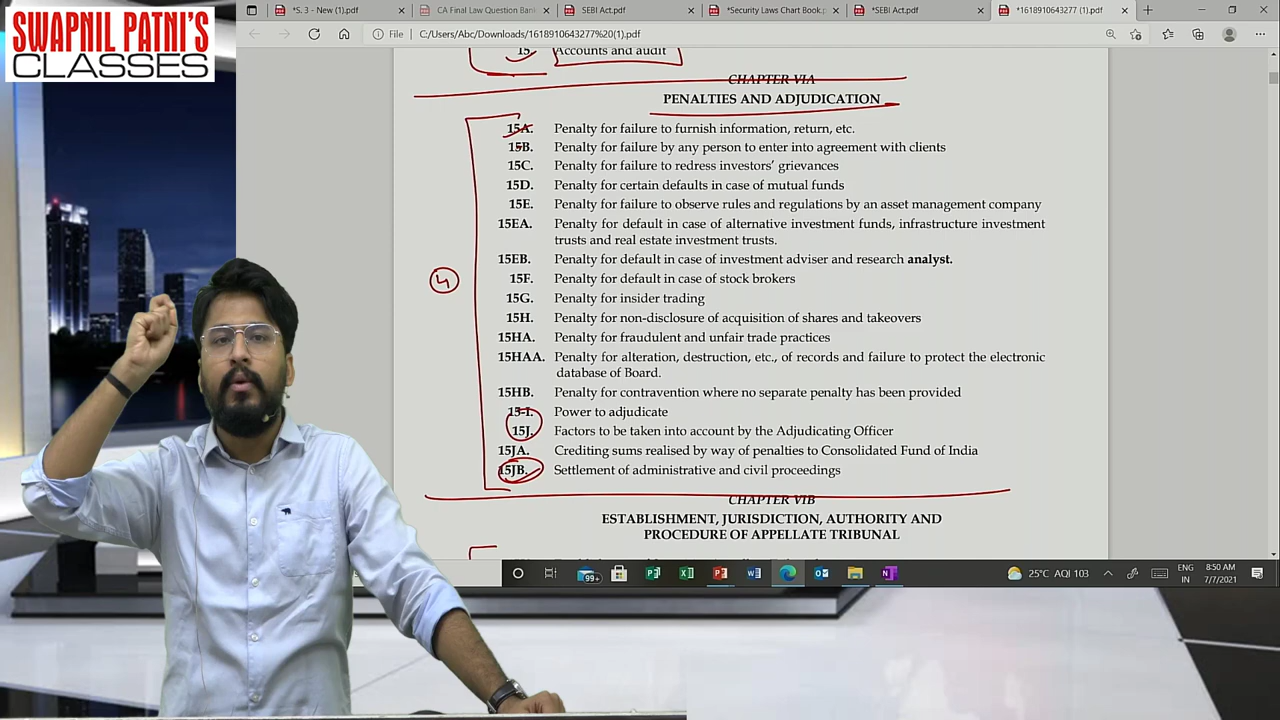 SWAPNIL PATNI'S
CLASSES
*S. 3 - New (1).pdf
CA Final Law Question Ban
SEBI Act.pdf
*Security Laws Chart Book.p
*SEBI Act.pdf
*1618910643277 (1).pdf
File
C:/Users/Abc/Downloads/1618910643277%20(1).pdf
15. Accounts and audit
CHAPTER VIA
PENALTIES AND ADJUDICATION
15A. Penalty for failure to furnish information, return, etc.
15B. Penalty for failure by any person to enter into agreement with clients
15C. Penalty for failure to redress investors' grievances
15D. Penalty for certain defaults in case of mutual funds
15E. Penalty for failure to observe rules and regulations by an asset management company
15EA. Penalty for default in case of alternative investment funds, infrastructure investment
trusts and real estate investment trusts.
15EB. Penalty for default in case of investment adviser and research analyst.
4
15F. Penalty for default in case of stock brokers
15G. Penalty for insider trading
15H. Penalty for non-disclosure of acquisition of shares and takeovers
15HA. Penalty for fraudulent and unfair trade practices
15HAA. Penalty for alteration, destruction, etc., of records and failure to protect the electronic
database of Board.
15HB. Penalty for contravention where no separate penalty has been provided
15-I. Power to adjudicate
15J. Factors to be taken into account by the Adjudicating Officer
15JA. Crediting sums realised by way of penalties to Consolidated Fund of India
15JB. Settlement of administrative and civil proceedings
CHAPTER VIB
ESTABLISHMENT, JURISDICTION, AUTHORITY AND
PROCEDURE OF APPELLATE TRIBUNAL
99+
25°C AQI 103
ENG
IN
8:50 AM
7/7/2021